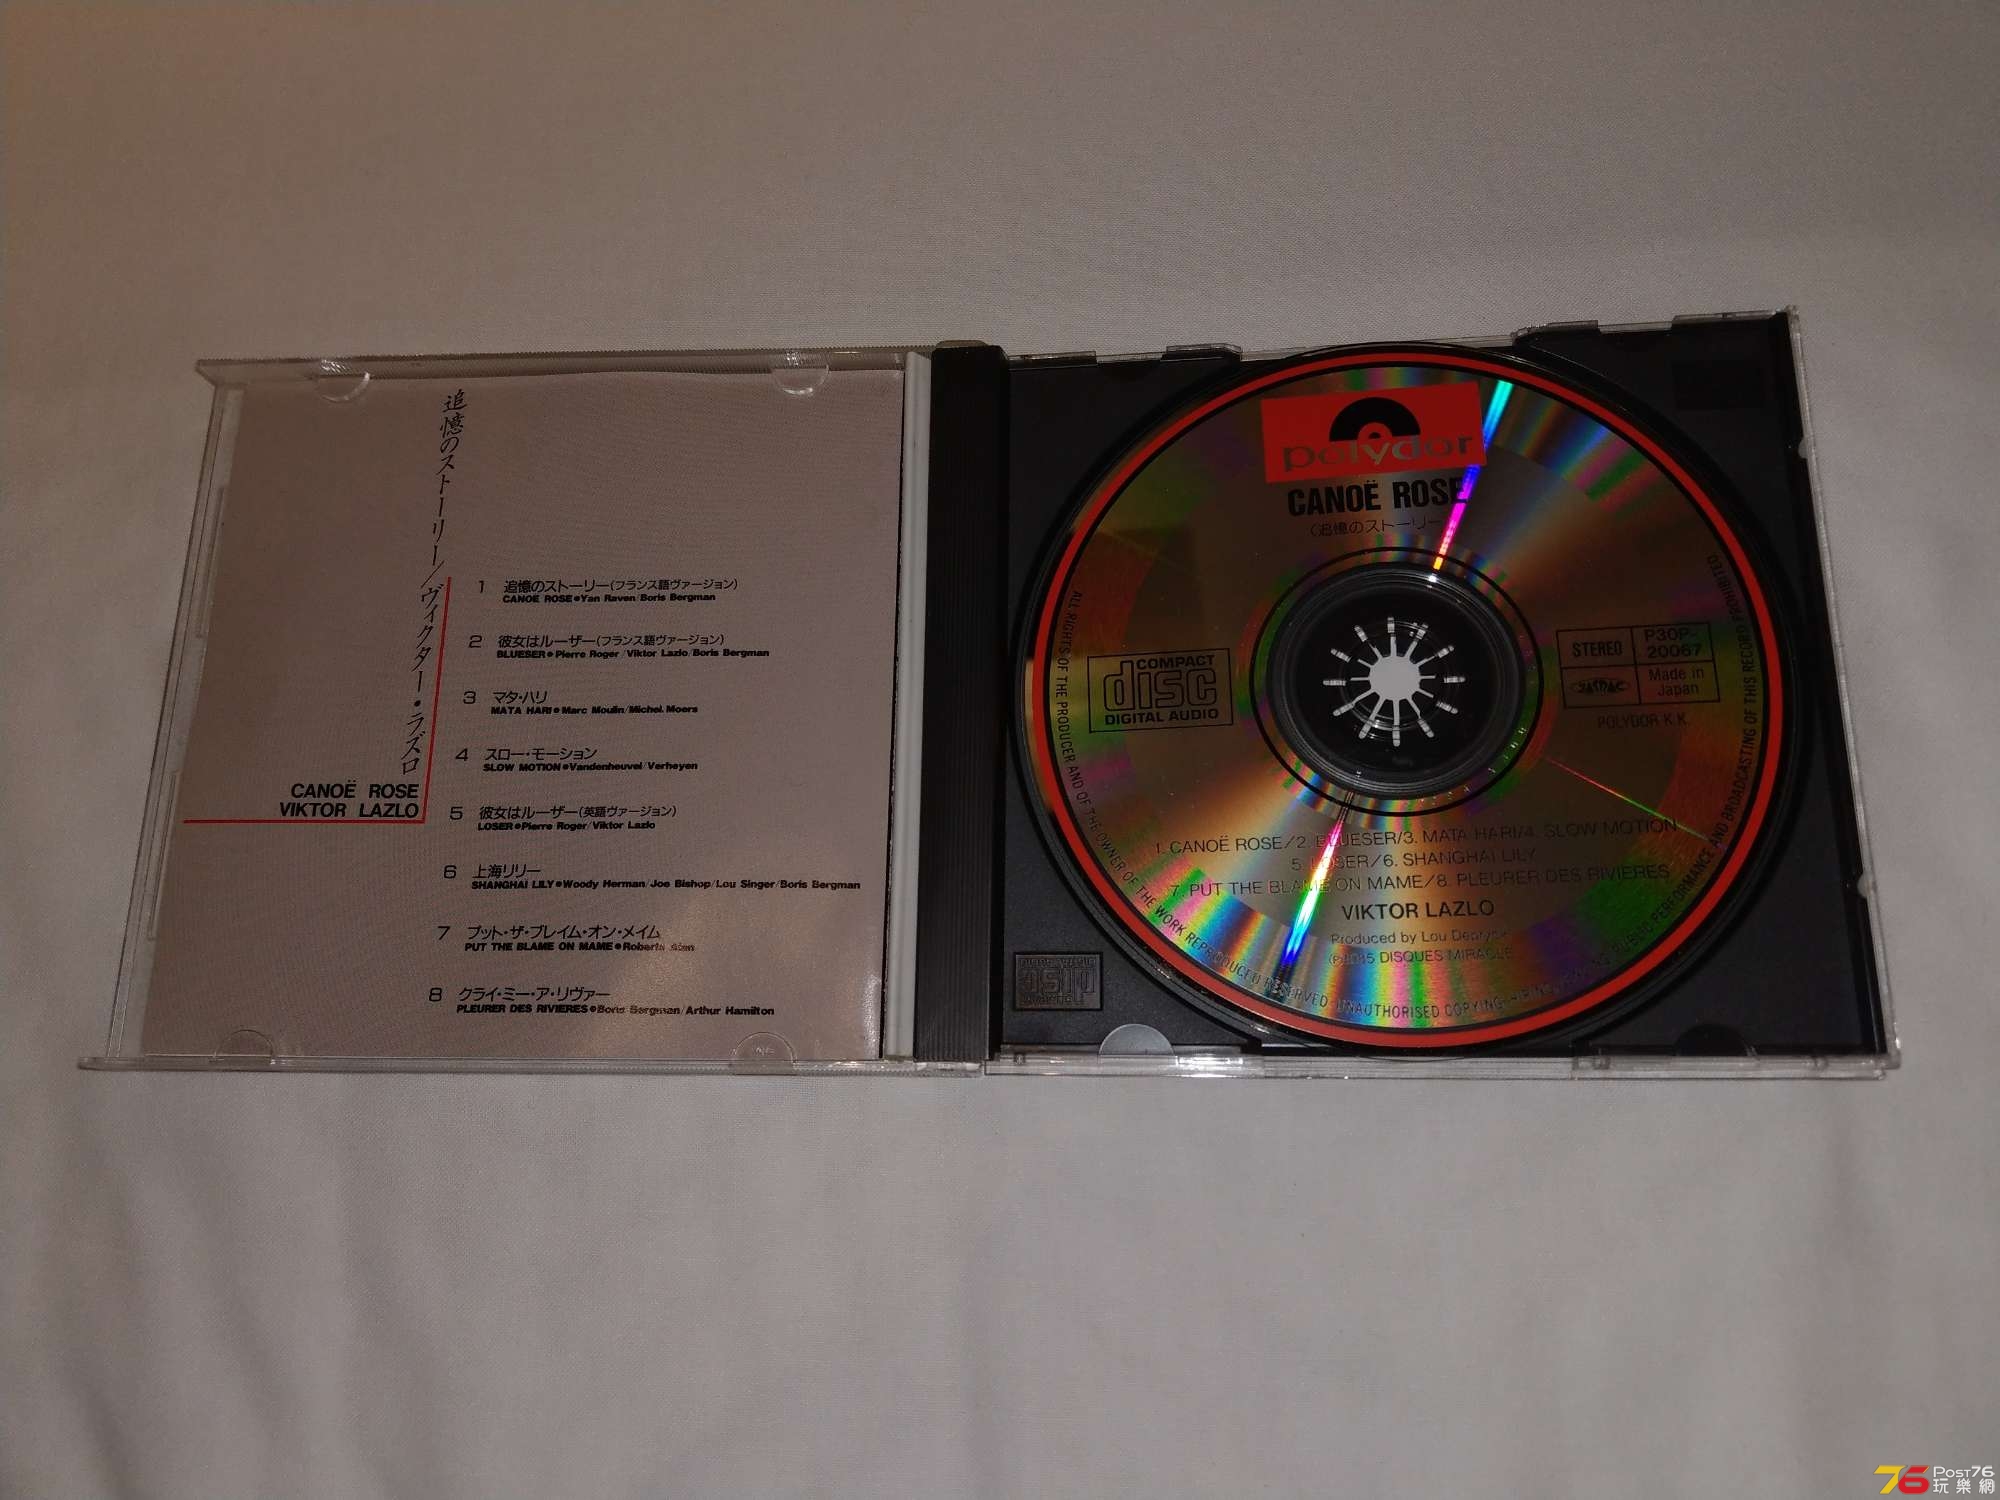 追憶のストーリー/ヴィクター・ラズロ
CANOË ROSE
VIKTOR LAZLO
1 追憶のストーリー(フランス語ヴァージョン)
CANOE ROSE●Yan Raven/Boris Bergman
2 彼女はルーザー(フランス語ヴァージョン)
BLUESER●Pierre Roger/Viktor Lazlo/Boris Bergman
3 マタ・ハリ
MATA HARI●Marc Moulin/Michel Moers
4 スロー・モーション
SLOW MOTION●Vandenheuvel/Verheyen
5 彼女はルーザー(英語ヴァージョン)
LOSER●Pierre Roger/Viktor Lazlo
6 上海リリー
SHANGHAI LILY●Woody Herman/Joe Bishop/Lou Singer/Boris Bergman
7 プット・ザ・ブレイム・オン・メイム
PUT THE BLAME ON MAME●Roberts
8 クライ・ミー・ア・リヴァー
PLEURER DES RIVIERES●Boris Bergman/Arthur Hamilton
polydor
CANOË ROSE
(追憶のストーリー
COMPACT
disc
DIGITAL AUDIO
STEREO
P30P-
20067
JASRAC
Made in
Japan
POLYDOR K.K.
1. CANOË ROSE/2. BLUESER/3. MATA HARI/4. SLOW MOTION
5. LOSER/6. SHANGHAI LILY
7. PUT THE BLAME ON MAME/8. PLEURER DES RIVIERES
VIKTOR LAZLO
Produced by Lou Deprijck
℗1985 DISQUES MIRACLE
ALL RIGHTS OF THE PRODUCER AND OF THE OWNER OF THE WORK REPRODUCED RESERVED. UNAUTHORISED COPYING, HIRING, PUBLIC PERFORMANCE AND BROADCASTING OF THIS RECORD PROHIBITED
COMPACT
disc
DIGITAL AUDIO
76 POST76
玩樂網